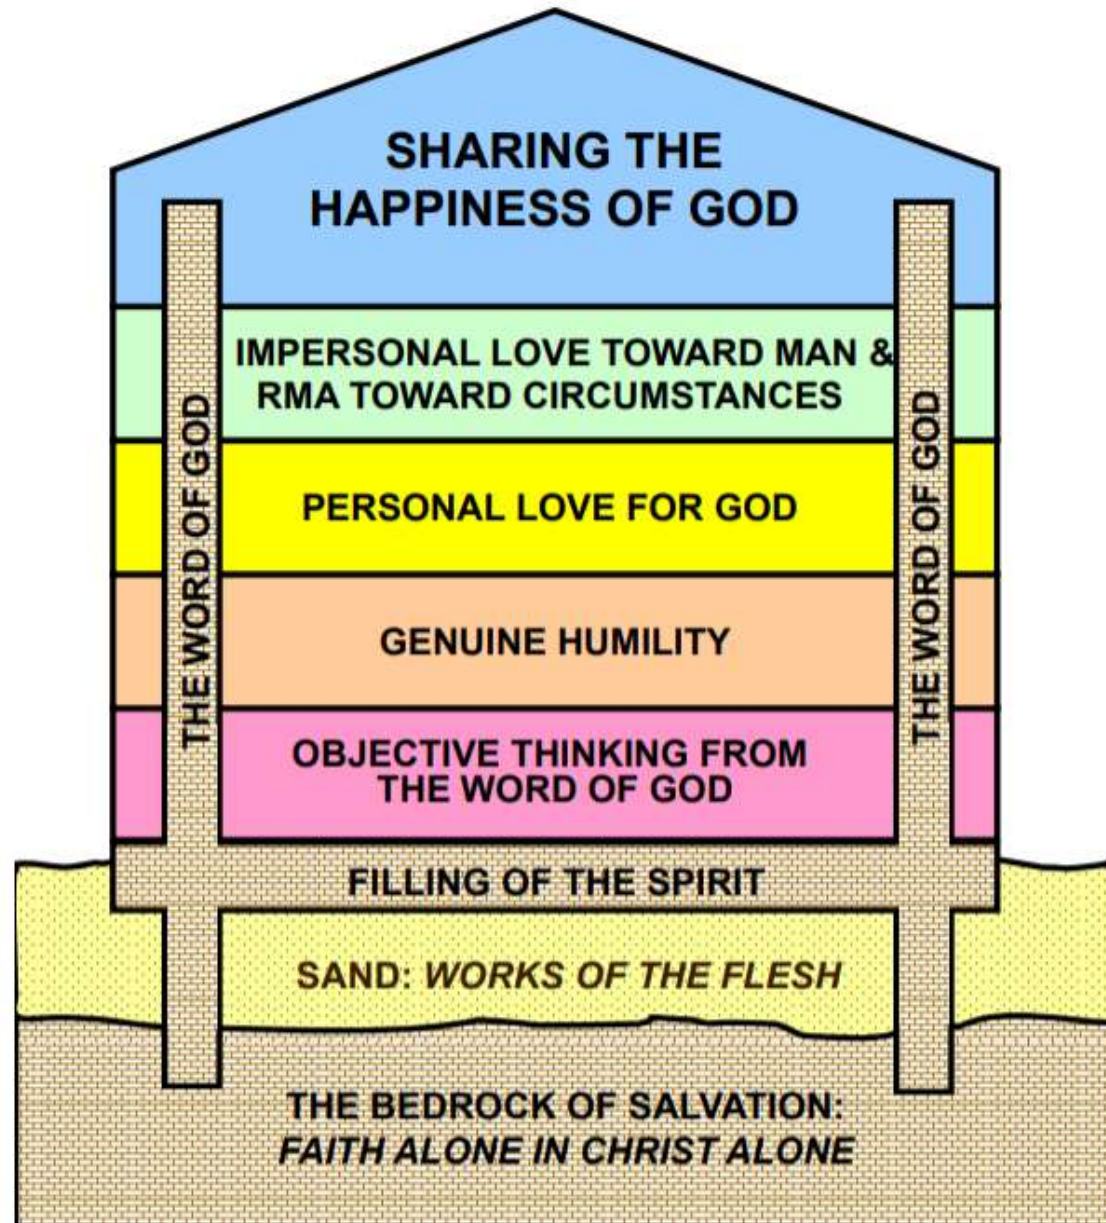 SHARING THE
HAPPINESS OF GOD
IMPERSONAL LOVE TOWARD MAN &
RMA TOWARD CIRCUMSTANCES
THE WORD OF GOD
THE WORD OF GOD
PERSONAL LOVE FOR GOD
GENUINE HUMILITY
OBJECTIVE THINKING FROM
THE WORD OF GOD
FILLING OF THE SPIRIT
SAND: WORKS OF THE FLESH
THE BEDROCK OF SALVATION:
FAITH ALONE IN CHRIST ALONE